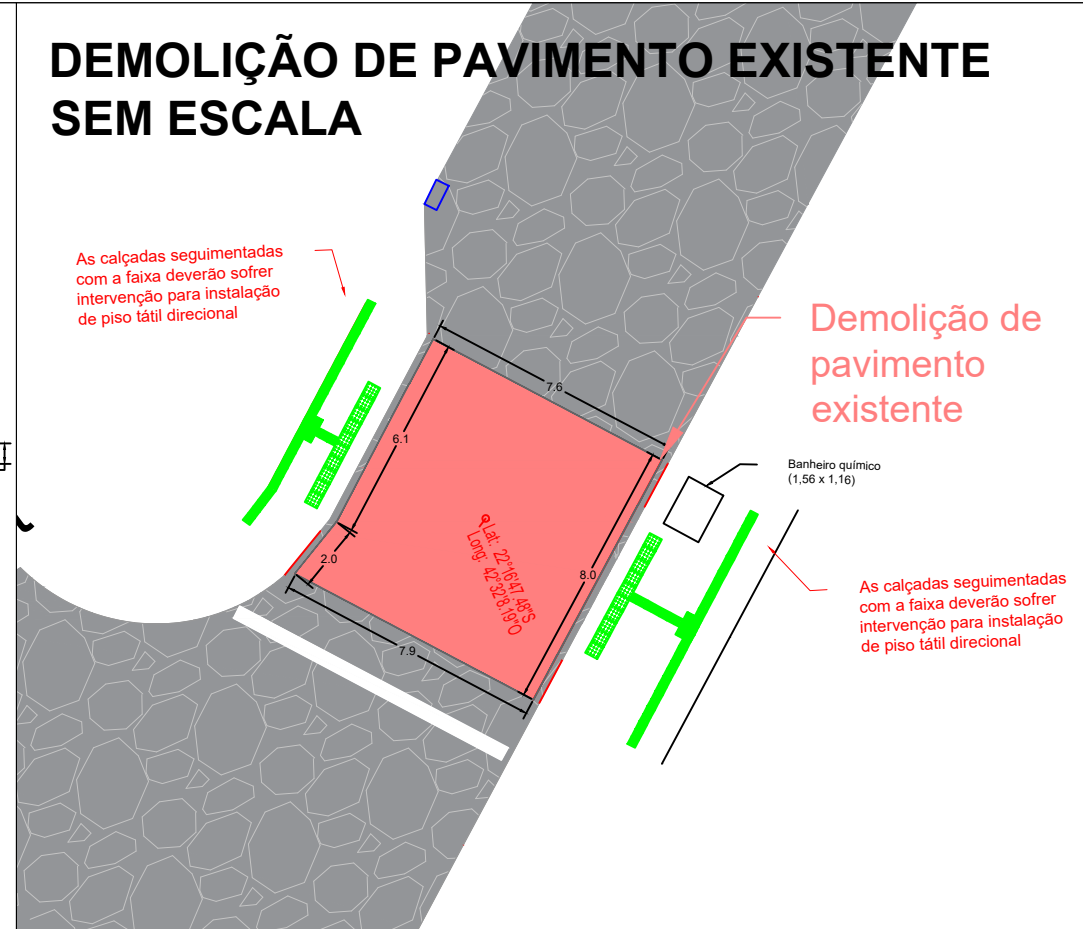 DEMOLIÇÃO DE PAVIMENTO EXISTENTE
SEM ESCALA
As calçadas seguimentadas
com a faixa deverão sofrer
intervenção para instalação
de piso tátil direcional
Demolição de
pavimento
existente
7.6
6.1
Banheiro químico
(1,56 x 1,16)
Lat: 22°16'47.48"S
Long: 42°32'8.19"O
8.0
2.0
7.9
As calçadas seguimentadas
com a faixa deverão sofrer
intervenção para instalação
de piso tátil direcional